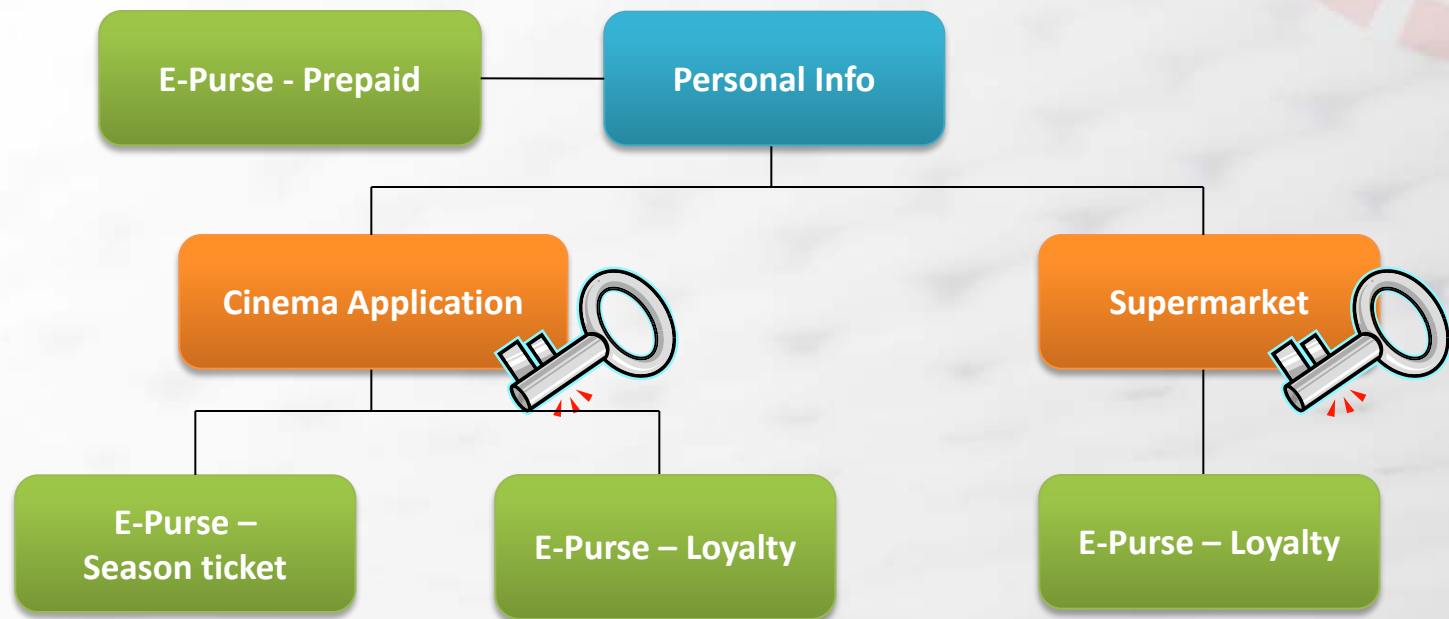 E-Purse - Prepaid
Personal Info
Cinema Application
Supermarket
E-Purse –
Season ticket
E-Purse – Loyalty
E-Purse – Loyalty